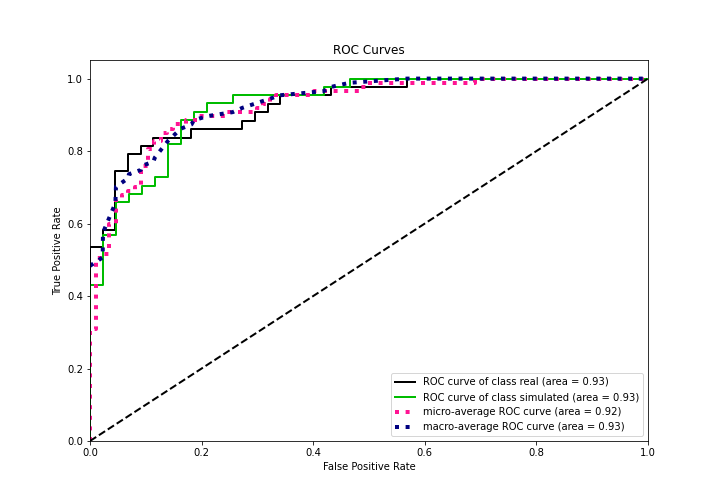 ROC Curves
True Positive Rate
1.0
0.8
0.6
0.4
0.2
0.0
ROC curve of class real (area = 0.93)
ROC curve of class simulated (area = 0.93)
micro-average ROC curve (area = 0.92)
macro-average ROC curve (area = 0.93)
0.0 0.2 0.4 0.6 0.8 1.0
False Positive Rate